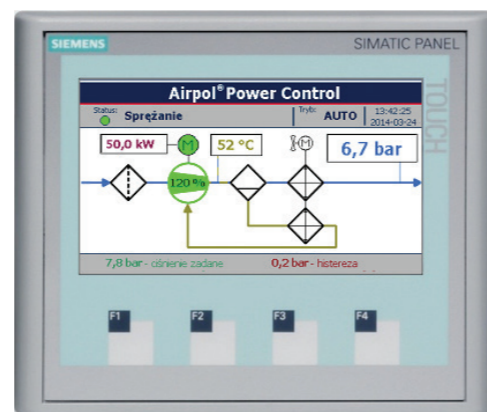 SIEMENS
SIMATIC PANEL
TOUCH
Airpol® Power Control
Status: Sprężanie
Tryb: AUTO
13:42:25
2014-03-24
50,0 kW
M
52 °C
M
6,7 bar
120 %
7,8 bar - ciśnienie zadane
0,2 bar - histereza
F1
F2
F3
F4